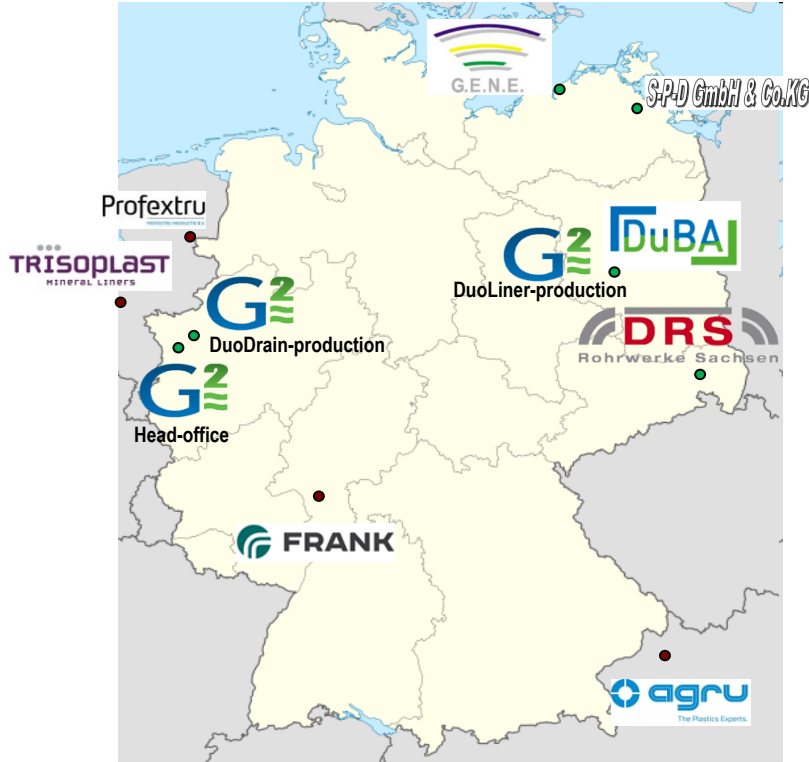 G.E.N.E.
S-P-D GmbH & Co.KG
Profextru
TRISOPLAST
MINERAL LINERS
G2
DuoLiner-production
DuBA
G2
DuoDrain-production
DRS
Rohrwerke Sachsen
G2
Head-office
FRANK
agru
The Plastics Experts.